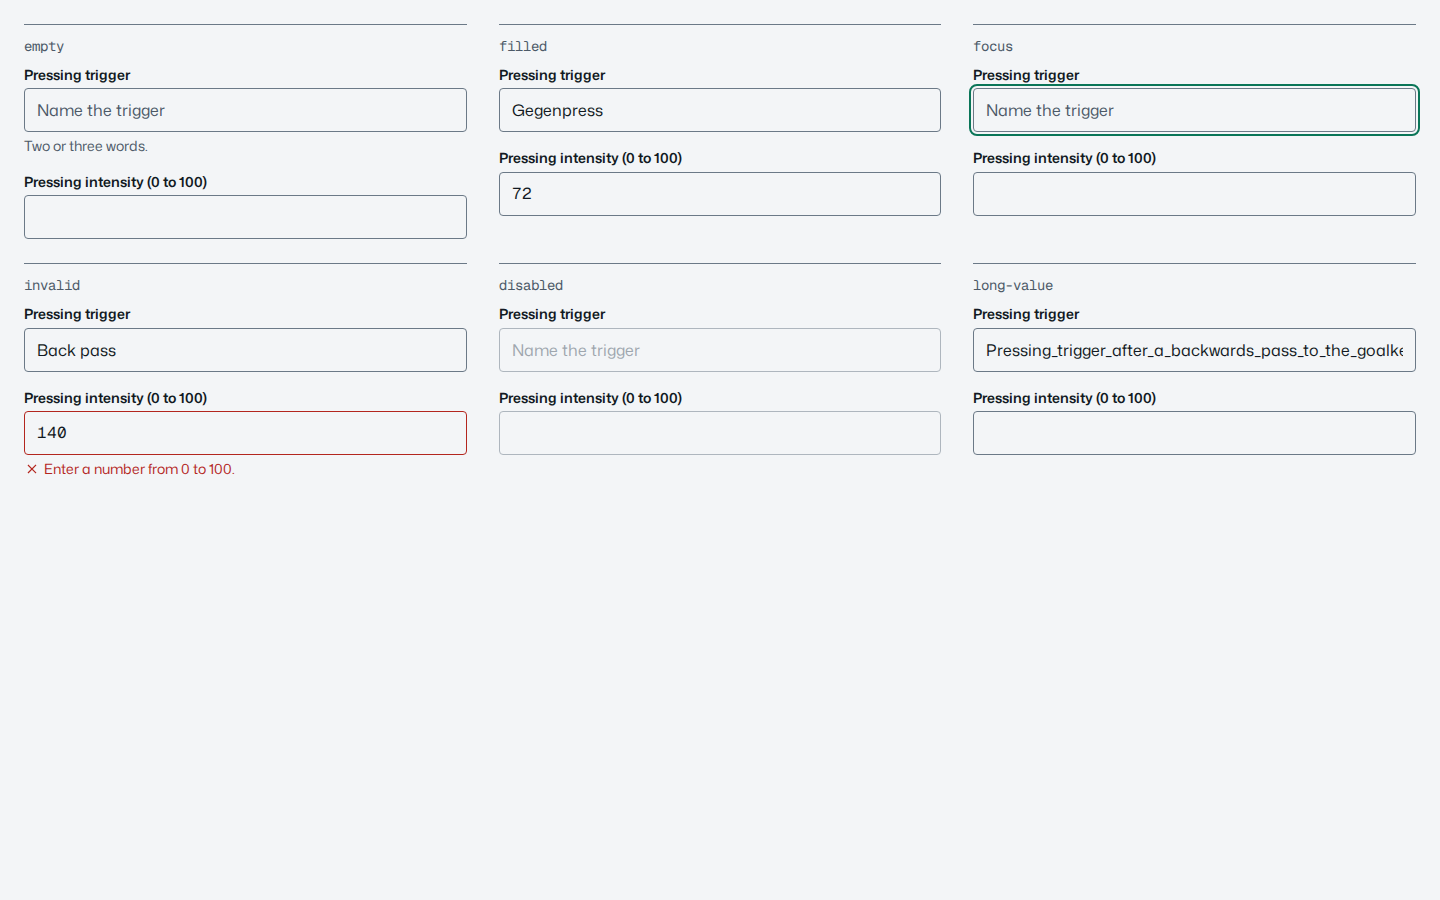 empty
Pressing trigger
Name the trigger
Two or three words.
Pressing intensity (0 to 100)
filled
Pressing trigger
Gegenpress
Pressing intensity (0 to 100)
72
focus
Pressing trigger
Name the trigger
Pressing intensity (0 to 100)
invalid
Pressing trigger
Back pass
Pressing intensity (0 to 100)
140
Enter a number from 0 to 100.
disabled
Pressing trigger
Name the trigger
Pressing intensity (0 to 100)
long-value
Pressing trigger
Pressing_trigger_after_a_backwards_pass_to_the_goalke
Pressing intensity (0 to 100)